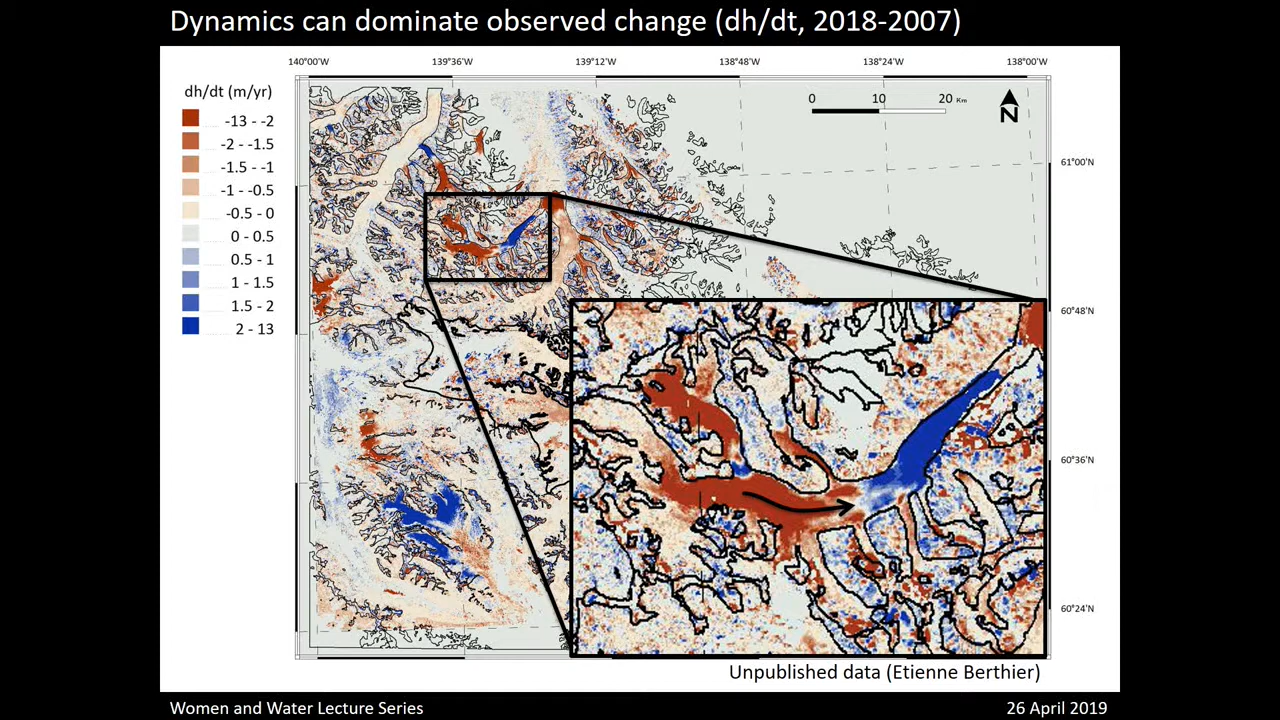 Dynamics can dominate observed change (dh/dt, 2018-2007)
140°00'W 139°36'W 139°12'W 138°48'W 138°24'W 138°00'W
dh/dt (m/yr)
-13 - -2
-2 - -1.5
-1.5 - -1
-1 - -0.5
-0.5 - 0
0 - 0.5
0.5 - 1
1 - 1.5
1.5 - 2
2 - 13
0 10 20 Km
N
61°00'N
60°48'N
60°36'N
60°24'N
Unpublished data (Etienne Berthier)
Women and Water Lecture Series 26 April 2019